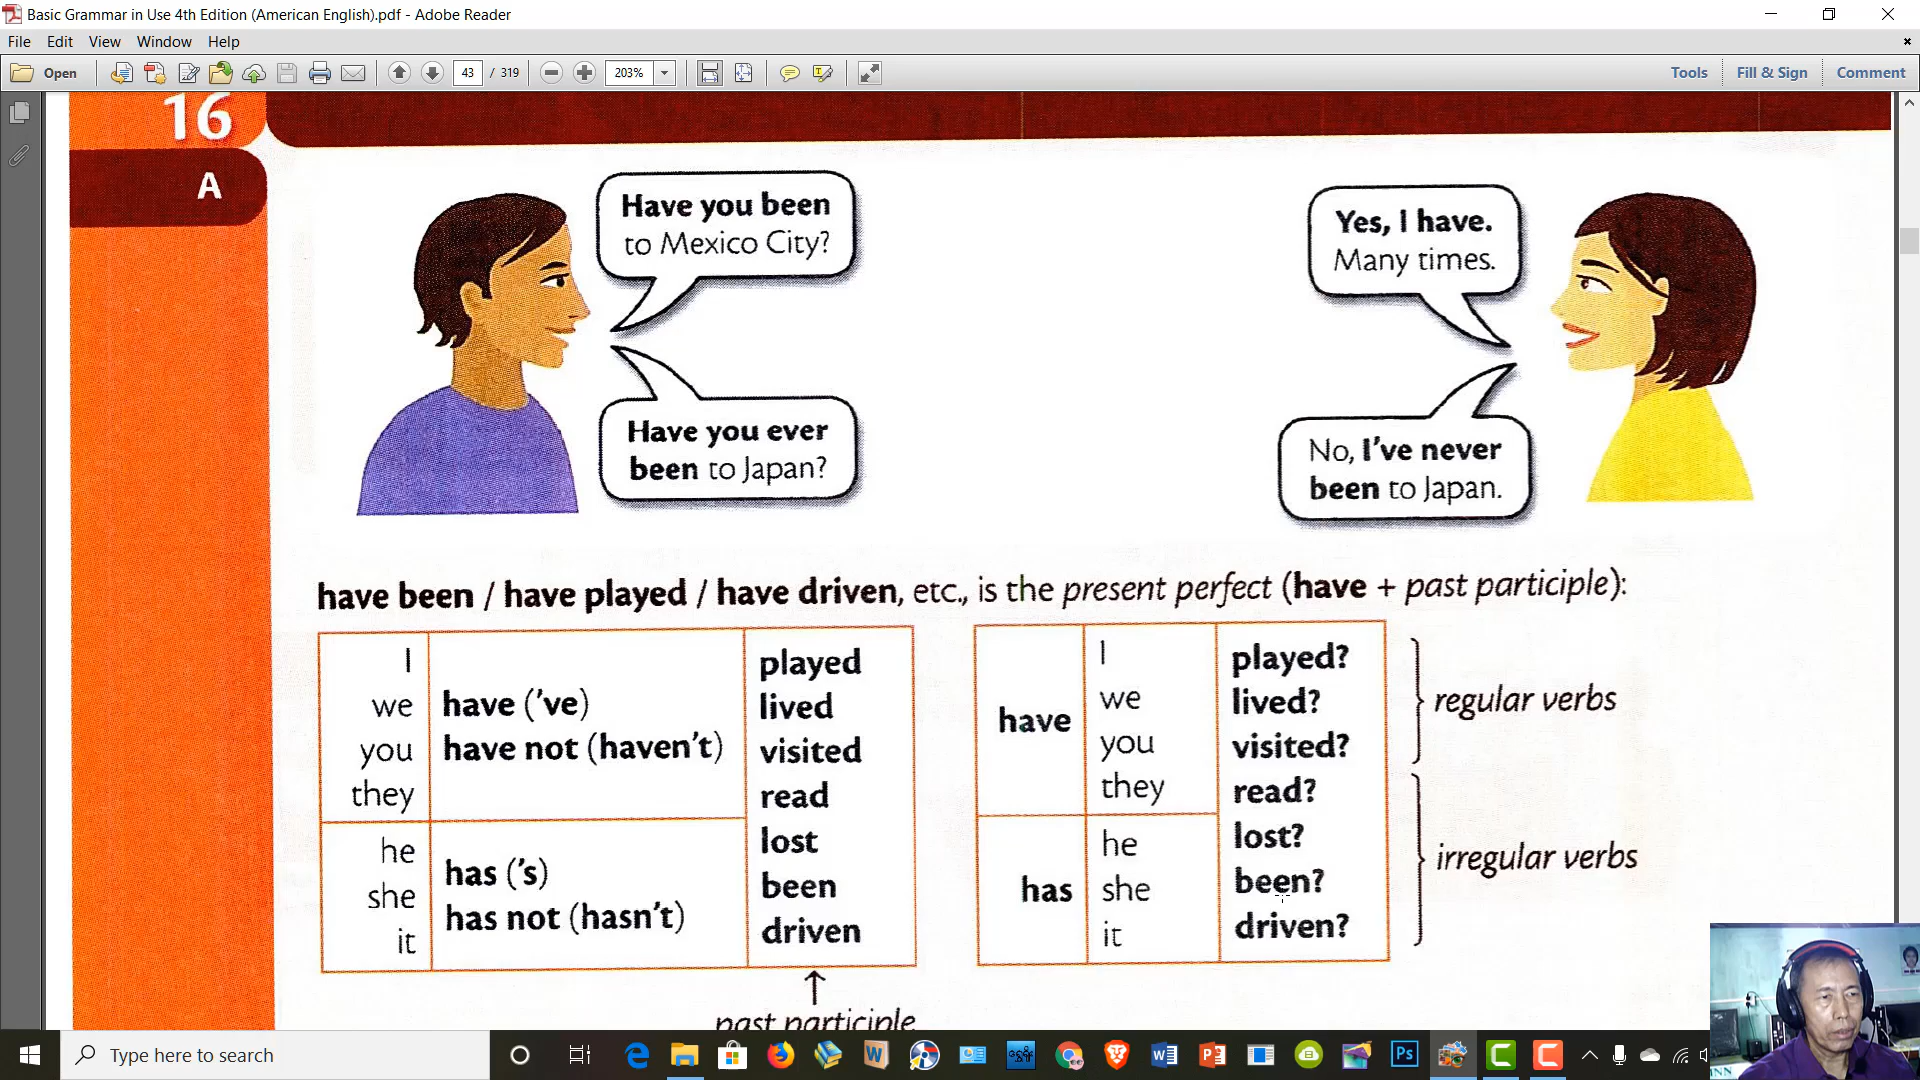 Basic Grammar in Use 4th Edition (American English).pdf - Adobe Reader
File Edit View Window Help
Open 43 / 319 203% Tools Fill & Sign Comment
16
A
Have you been
to Mexico City?
Yes, I have.
Many times.
Have you ever
been to Japan?
No, I've never
been to Japan.
have been / have played / have driven, etc., is the present perfect (have + past participle):
I
we
you
they
have ('ve)
have not (haven't)
he
she
it
has ('s)
has not (hasn't)
played
lived
visited
read
lost
been
driven
past participle
have
I
we
you
they
has
he
she
it
played?
lived?
visited?
read?
lost?
been?
driven?
regular verbs
irregular verbs
Type here to search